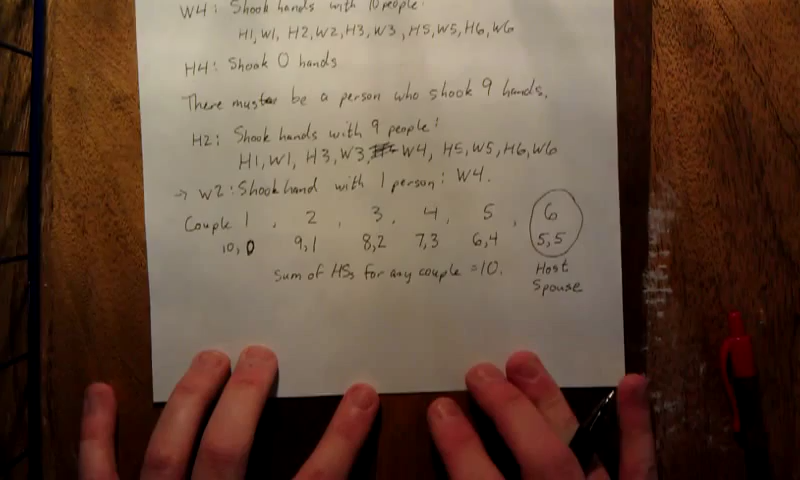 W4: Shook hands with 10 people:
H1, W1, H2, W2, H3, W3, H5, W5, H6, W6
H4: Shook 0 hands
There must be a person who shook 9 hands.
H2: Shook hands with 9 people:
H1, W1, H3, W3, W4, H5, W5, H6, W6
→ W2: Shook hand with 1 person: W4.
Couple 1 , 2 , 3 , 4 , 5 , 6
10,0 9,1 8,2 7,3 6,4 5,5
Sum of HSs for any couple = 10. Host
Spouse